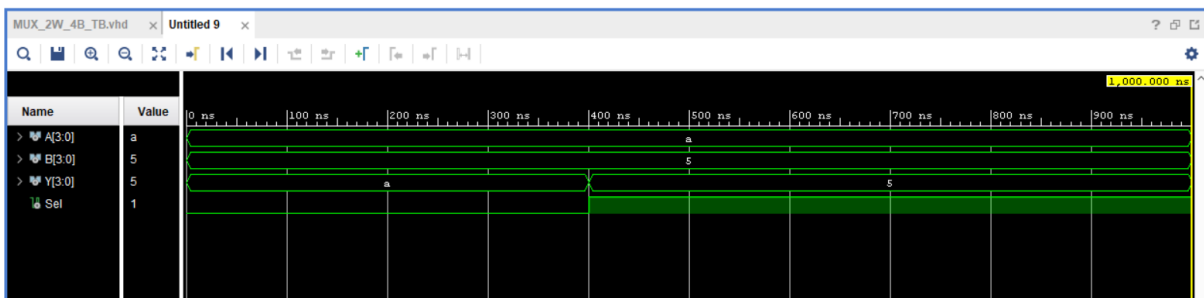 MUX_2W_4B_TB.vhd × Untitled 9 × ?
1,000.000 ns
Name Value 0 ns 100 ns 200 ns 300 ns 400 ns 500 ns 600 ns 700 ns 800 ns 900 ns
A[3:0] a a
B[3:0] 5 5
Y[3:0] 5 a 5
Sel 1